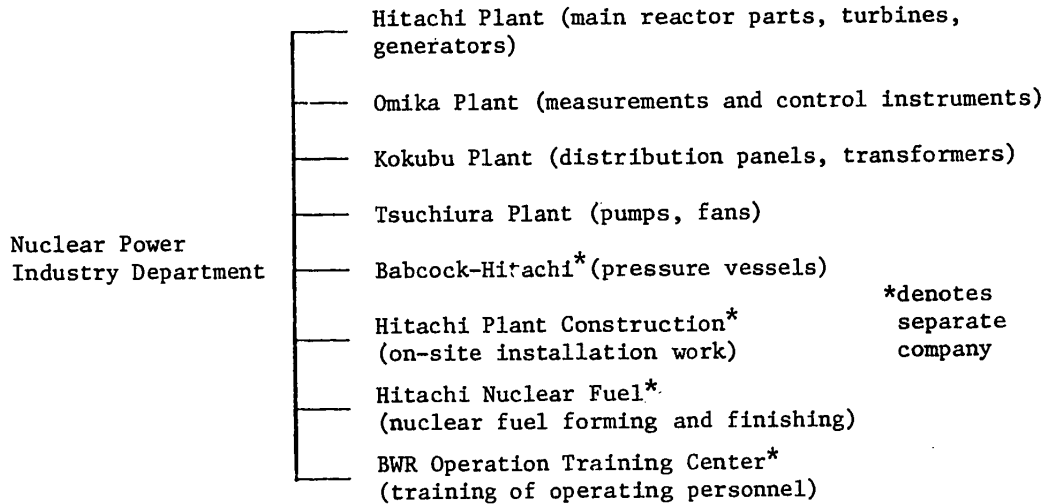 Hitachi Plant (main reactor parts, turbines,
generators)
Omika Plant (measurements and control instruments)
Kokubu Plant (distribution panels, transformers)
Tsuchiura Plant (pumps, fans)
Nuclear Power
Industry Department
Babcock-Hitachi* (pressure vessels)
*denotes
separate
company
Hitachi Plant Construction*
(on-site installation work)
Hitachi Nuclear Fuel*
(nuclear fuel forming and finishing)
BWR Operation Training Center*
(training of operating personnel)